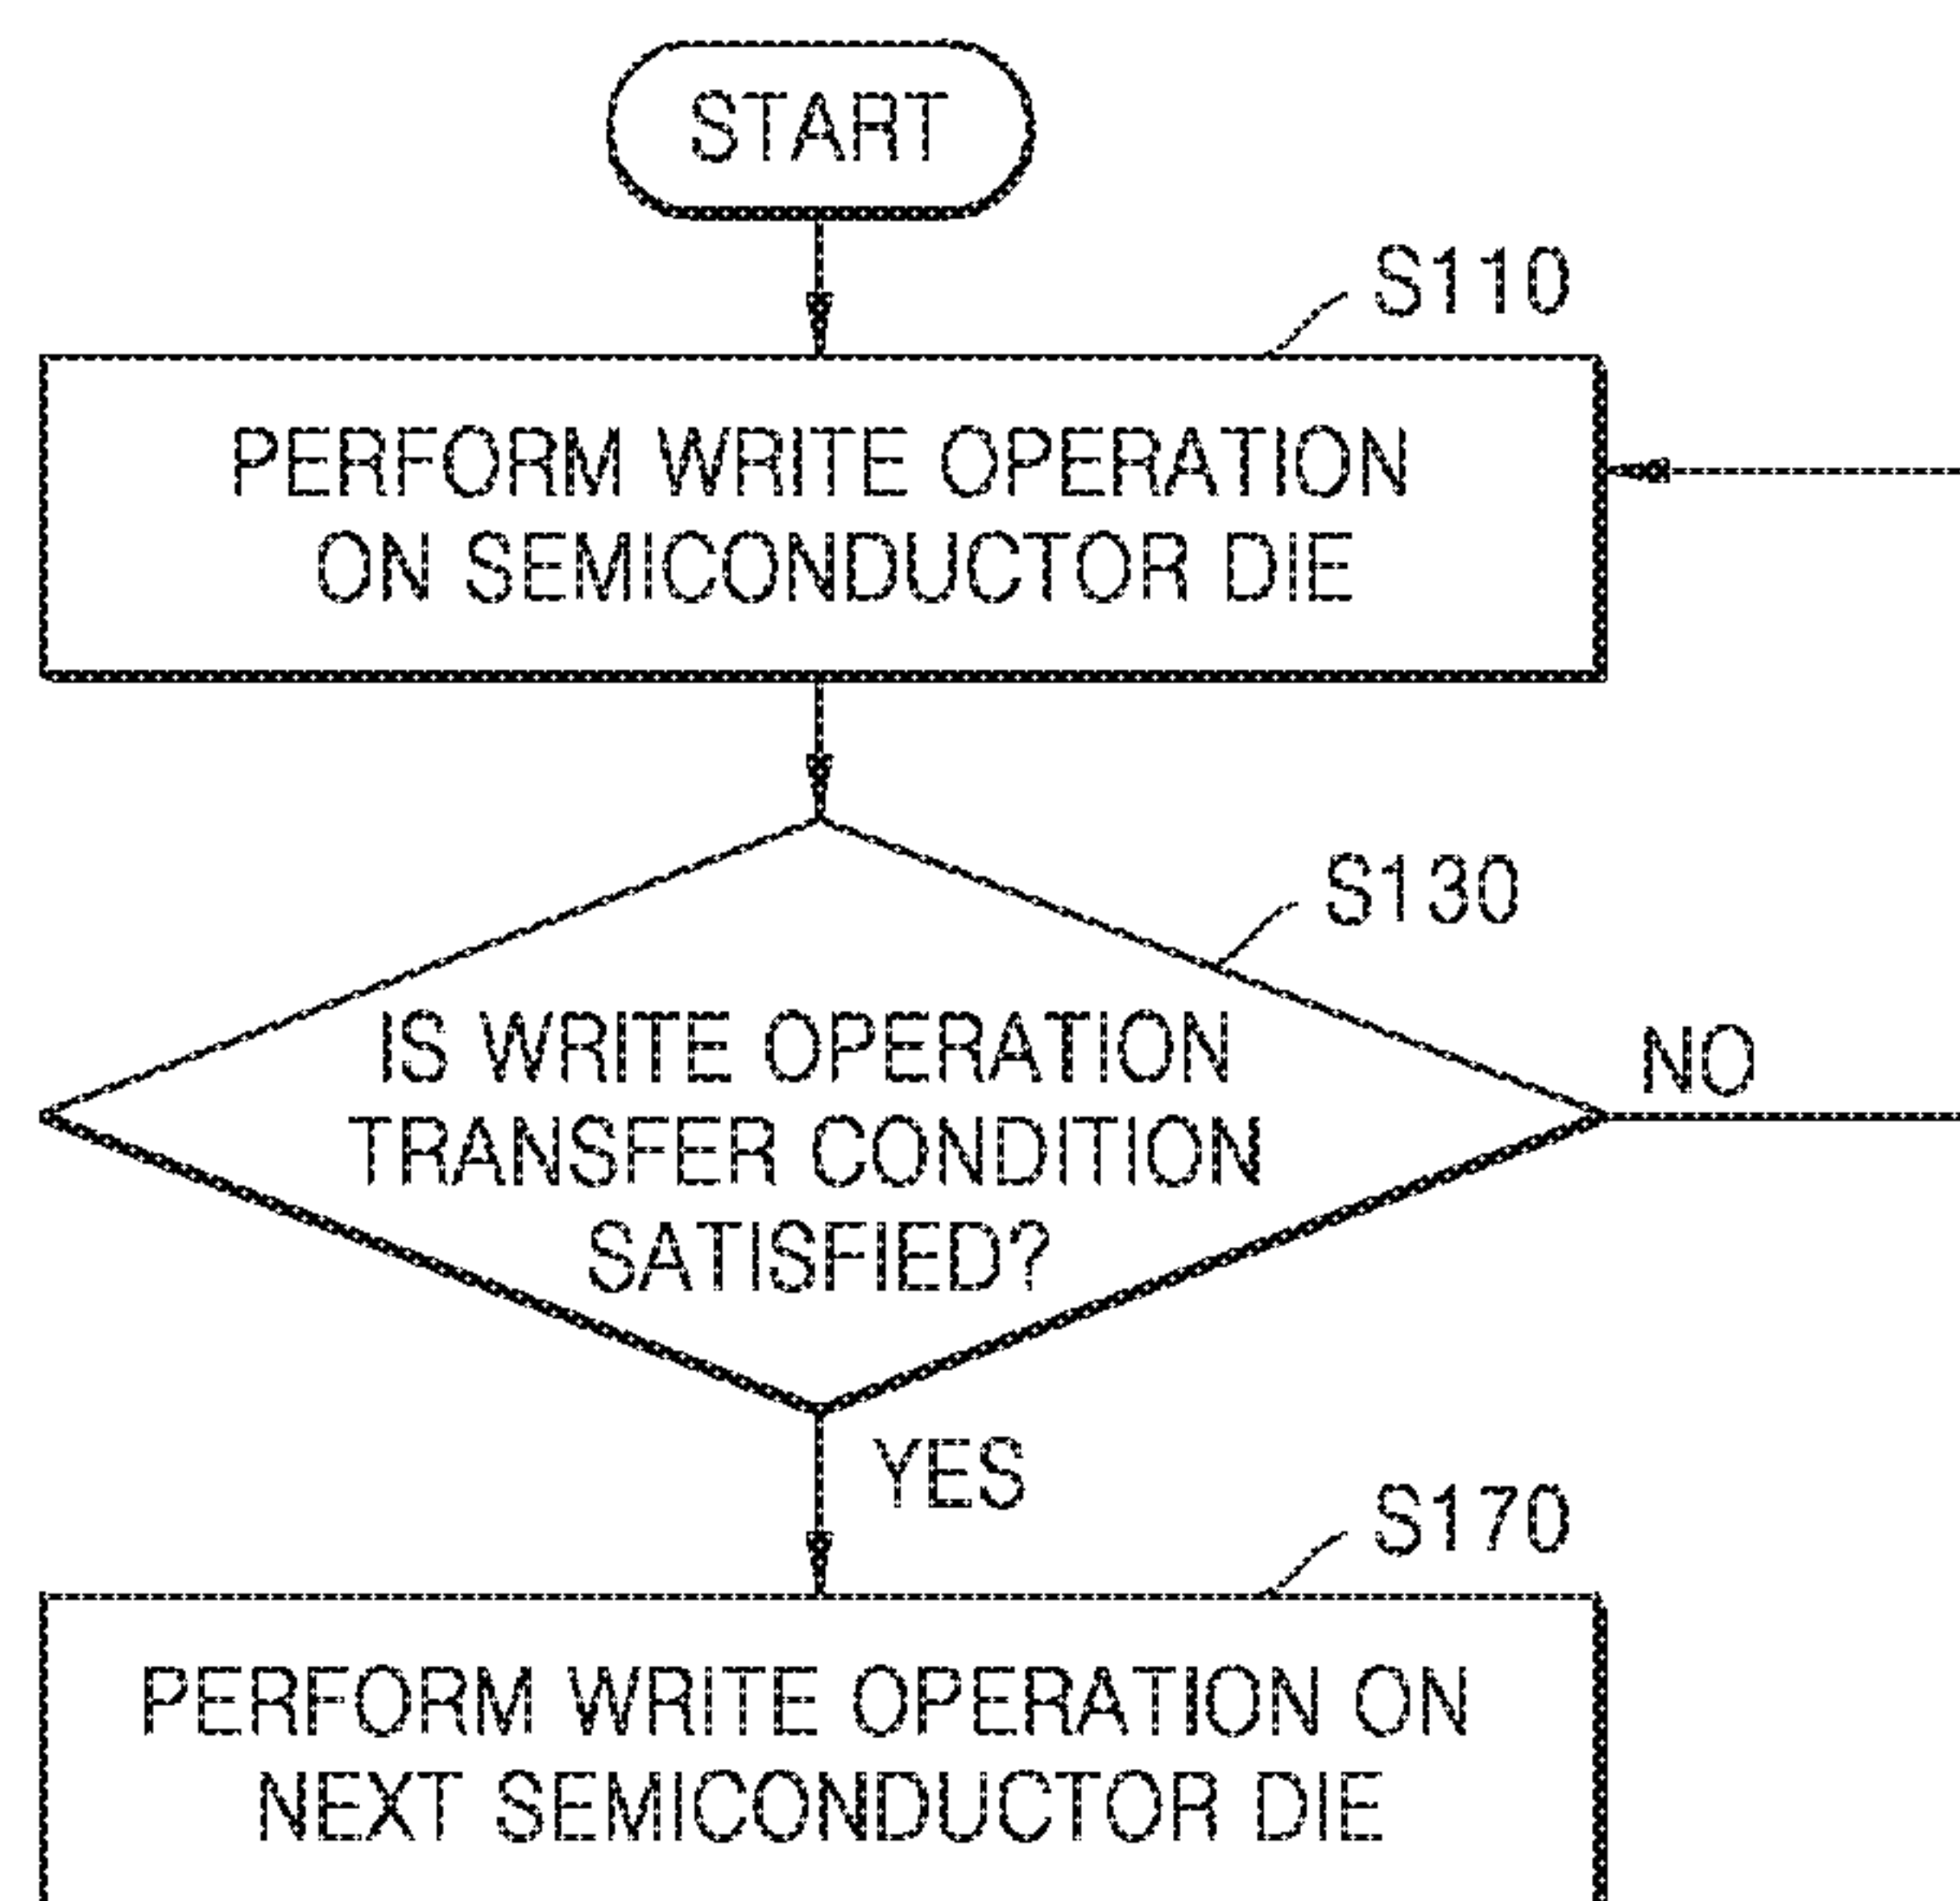 START
S110
PERFORM WRITE OPERATION
ON SEMICONDUCTOR DIE
S130
IS WRITE OPERATION
TRANSFER CONDITION
SATISFIED?
NO
YES
S170
PERFORM WRITE OPERATION ON
NEXT SEMICONDUCTOR DIE